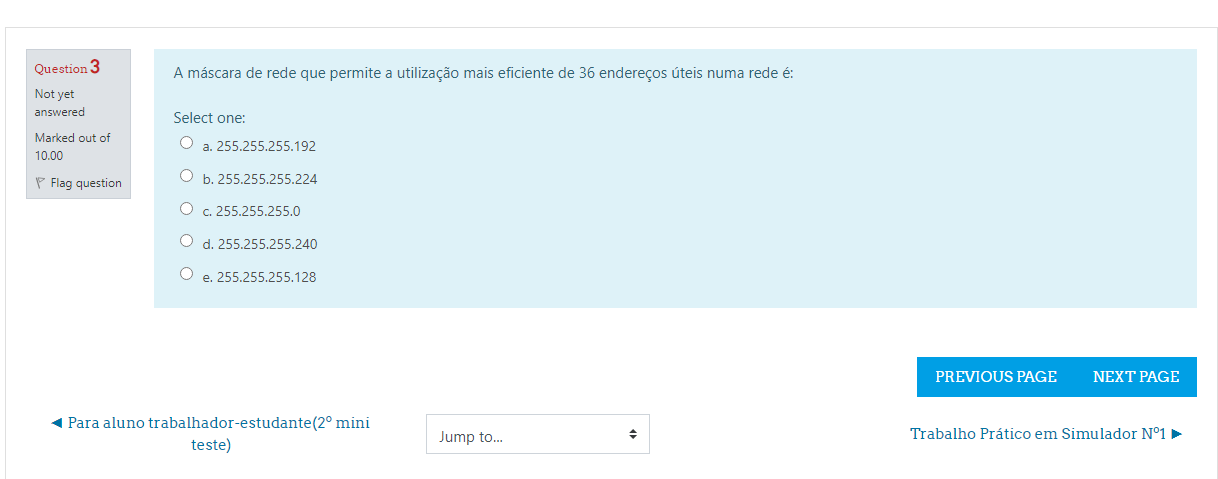 Question 3
Not yet
answered
Marked out of
10.00
Flag question
A máscara de rede que permite a utilização mais eficiente de 36 endereços úteis numa rede é:
Select one:
a. 255.255.255.192
b. 255.255.255.224
c. 255.255.255.0
d. 255.255.255.240
e. 255.255.255.128
PREVIOUS PAGE
NEXT PAGE
◄ Para aluno trabalhador-estudante(2º mini
teste)
Jump to...
Trabalho Prático em Simulador Nº1 ►